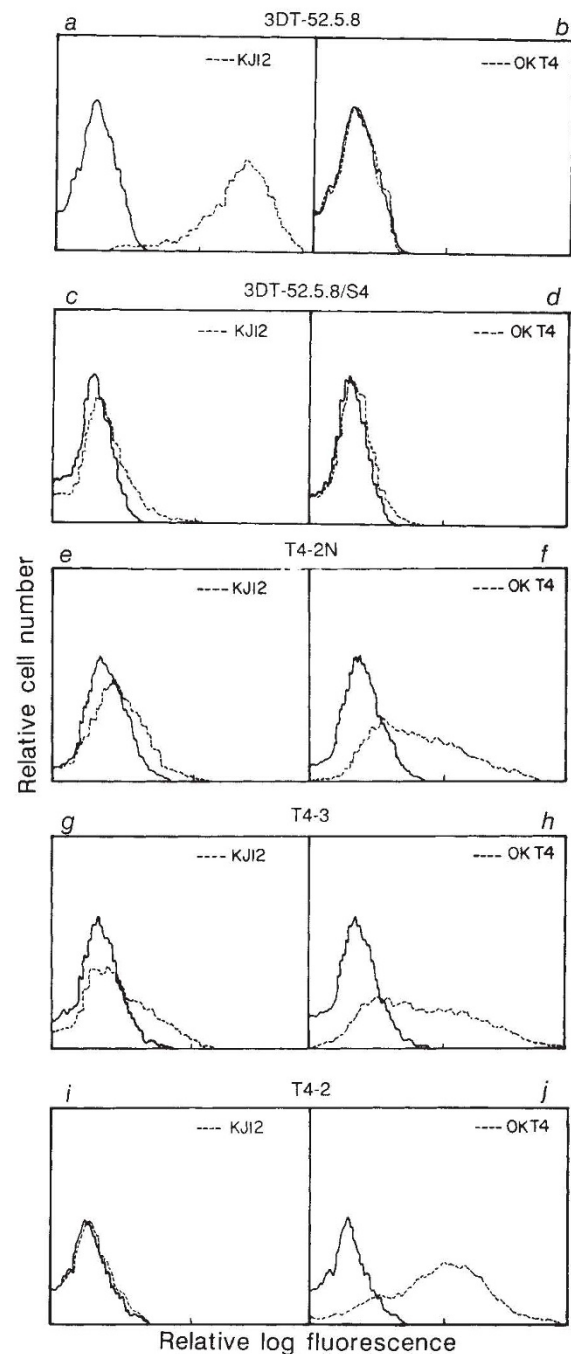 3DT-52.5.8
a b
---- KJ12 ---- OKT4
3DT-52.5.8/S4
c d
---- KJ12 ---- OKT4
T4-2N
e f
---- KJ12 ---- OKT4
T4-3
g h
---- KJ12 ---- OKT4
T4-2
i j
---- KJ12 ---- OKT4
Relative cell number
Relative log fluorescence